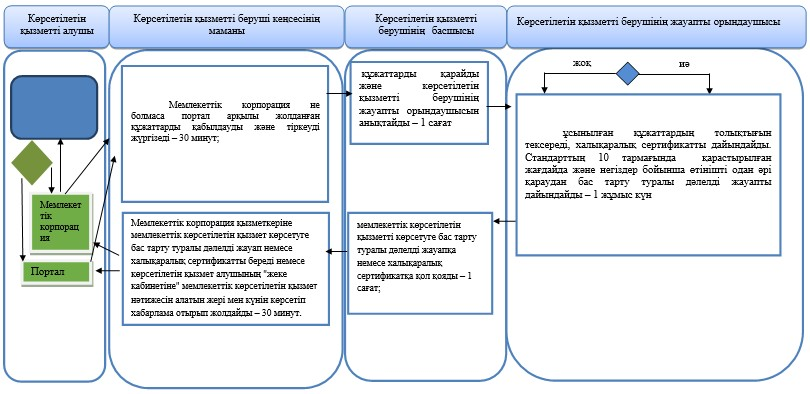 Көрсетілетін
қызметті алушы
Көрсетілетін қызметті беруші кеңсесінің
маманы
Көрсетілетін қызметті
берушінің басшысы
Көрсетілетін қызметті берушінің жауапты орындаушысы
Мемлекет
тік
корпорац
ия
Портал
Мемлекеттік корпорация не
болмаса портал арқылы жолданған
құжаттарды қабылдауды және тіркеуді
жүргізеді – 30 минут;
Мемлекеттік корпорация қызметкеріне
мемлекеттік көрсетілетін қызмет көрсетуге
бас тарту туралы дәлелді жауап немесе
халықаралық сертификатты береді немесе
көрсетілетін қызмет алушының "жеке
кабинетіне" мемлекеттік көрсетілетін қызмет
нәтижесін алатын жері мен күнін көрсетіп
хабарлама отырып жолдайды – 30 минут.
құжаттарды қарайды
және көрсетілетін
қызметті берушінің
жауапты орындаушысын
анықтайды – 1 сағат
мемлекеттік көрсетілетін
қызметті көрсетуге бас тарту
туралы дәлелді жауапқа
немесе халықаралық
сертификатқа қол қояды – 1
сағат;
жоқ
иә
ұсынылған құжаттардың толықтығын
тексереді, халықаралық сертификатты дайындайды.
Стандарттың 10 тармағында қарастырылған
жағдайда және негіздер бойынша өтінішті одан әрі
қараудан бас тарту туралы дәлелді жауапты
дайындайды – 1 жұмыс күн